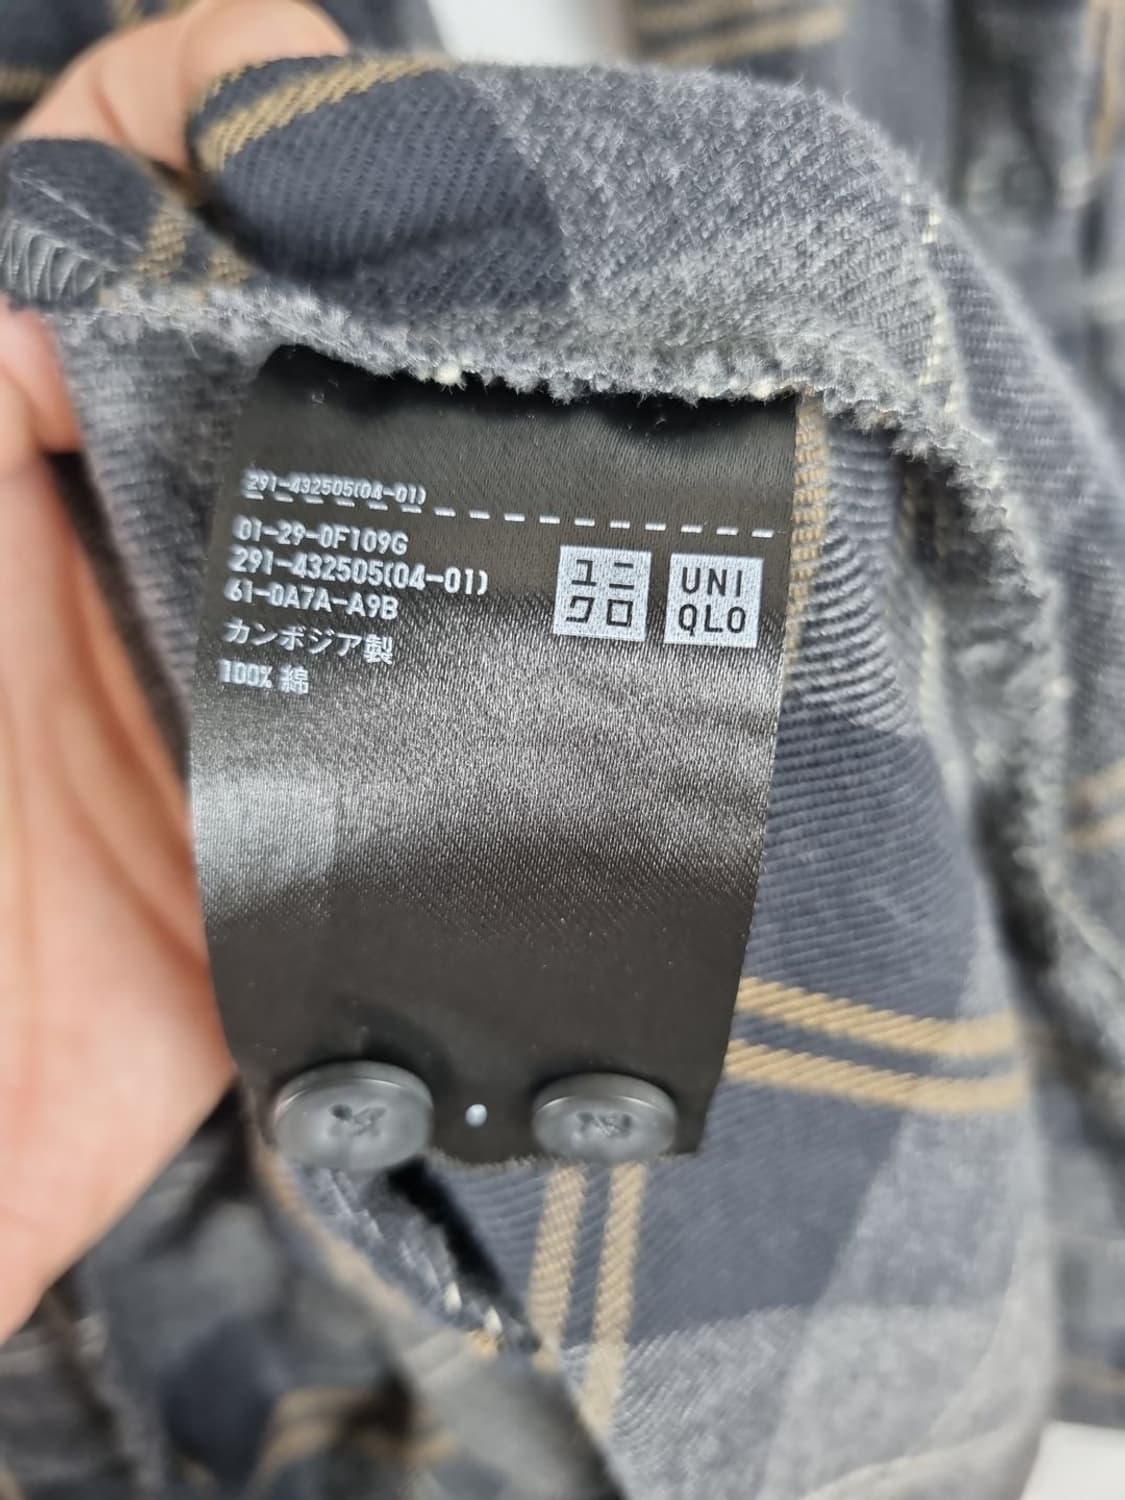 291-432505(04-01)
01-29-0F109G
291-432505(04-01)
61-0A7A-A9B
カンボジア製
100% 綿
ユニ
クロ
UNI
QLO